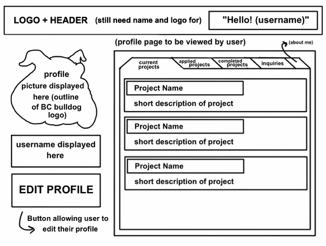 LOGO + HEADER (still need name and logo for)
"Hello! (username)"
(profile page to be viewed by user)
(about me)
current
projects
applied
projects
completed
projects
inquiries
profile
picture displayed
here (outline
of BC bulldog
logo)
username displayed
here
EDIT PROFILE
Button allowing user to
edit their profile
Project Name
short description of project
Project Name
short description of project
Project Name
short description of project